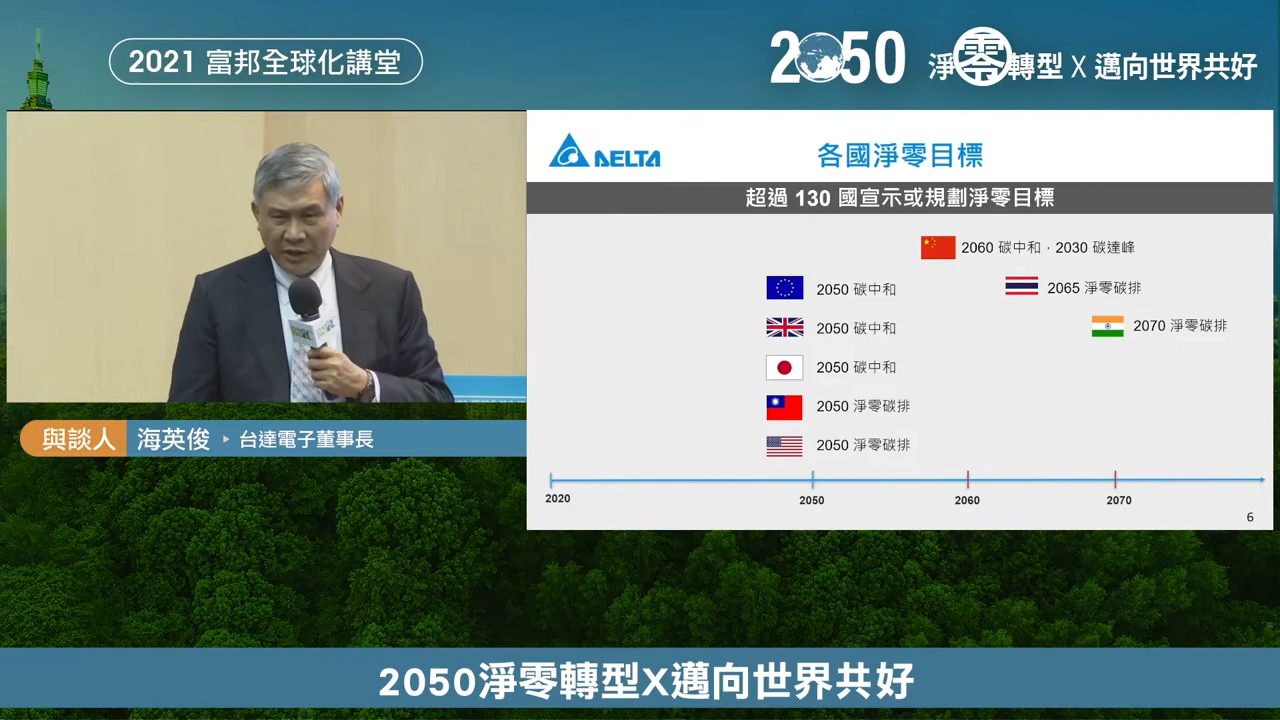 2021 富邦全球化講堂
2050 淨零轉型 X 邁向世界共好
DELTA
各國淨零目標
超過 130 國宣示或規劃淨零目標
2060 碳中和，2030 碳達峰
2050 碳中和
2065 淨零碳排
2050 碳中和
2070 淨零碳排
2050 碳中和
2050 淨零碳排
2050 淨零碳排
2020
2050
2060
2070
6
與談人 海英俊 ▸ 台達電子董事長
2050淨零轉型X邁向世界共好